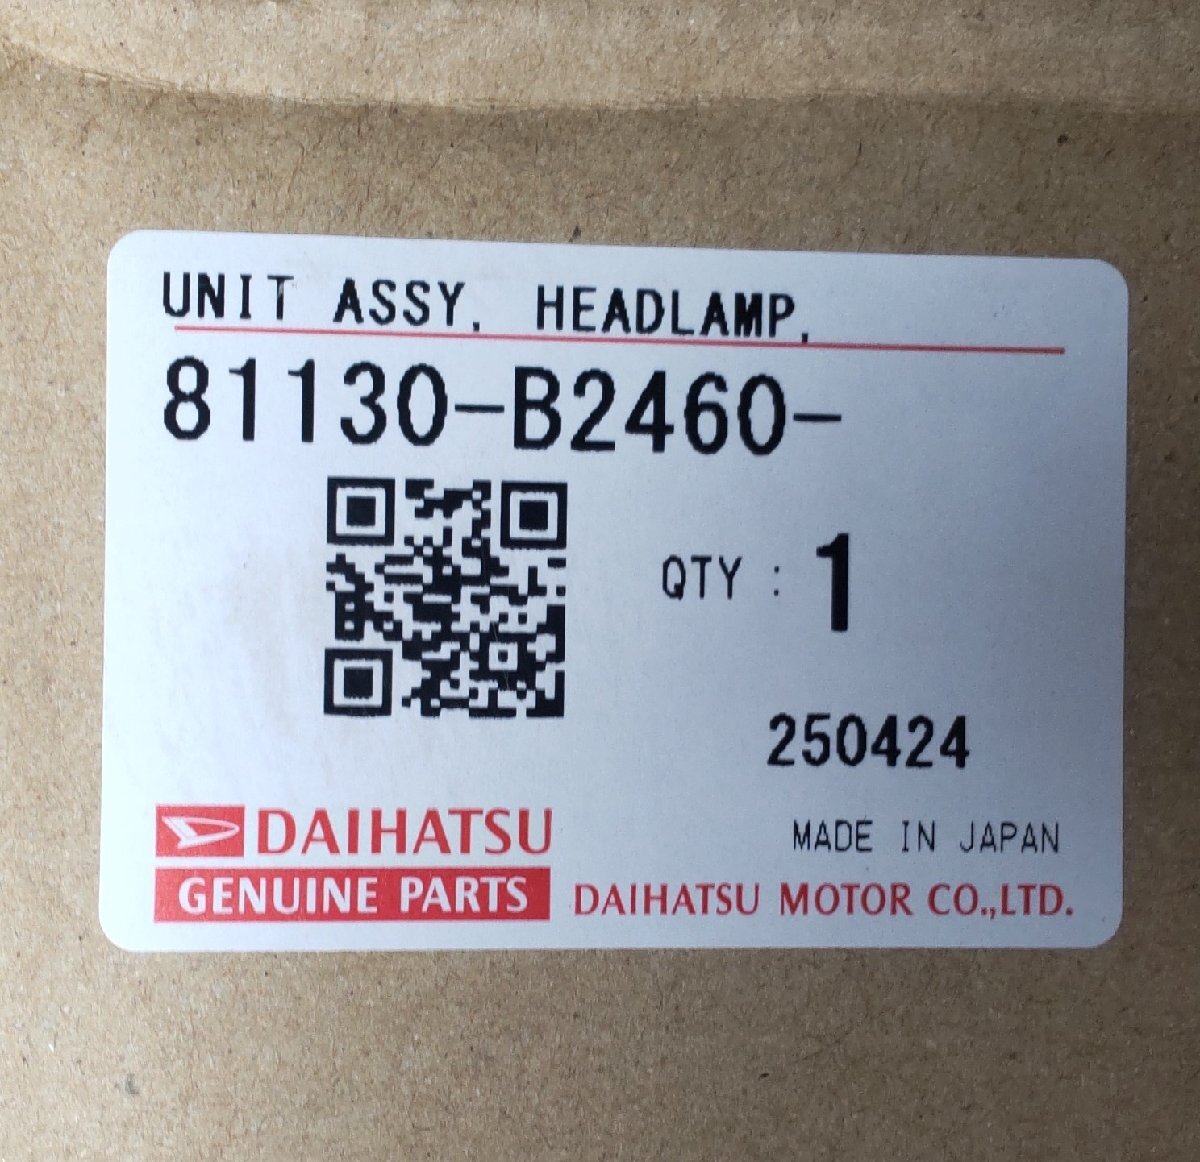 UNIT ASSY, HEADLAMP,
81130-B2460-
QTY : 1
250424
DAIHATSU
MADE IN JAPAN
GENUINE PARTS
DAIHATSU MOTOR CO.,LTD.